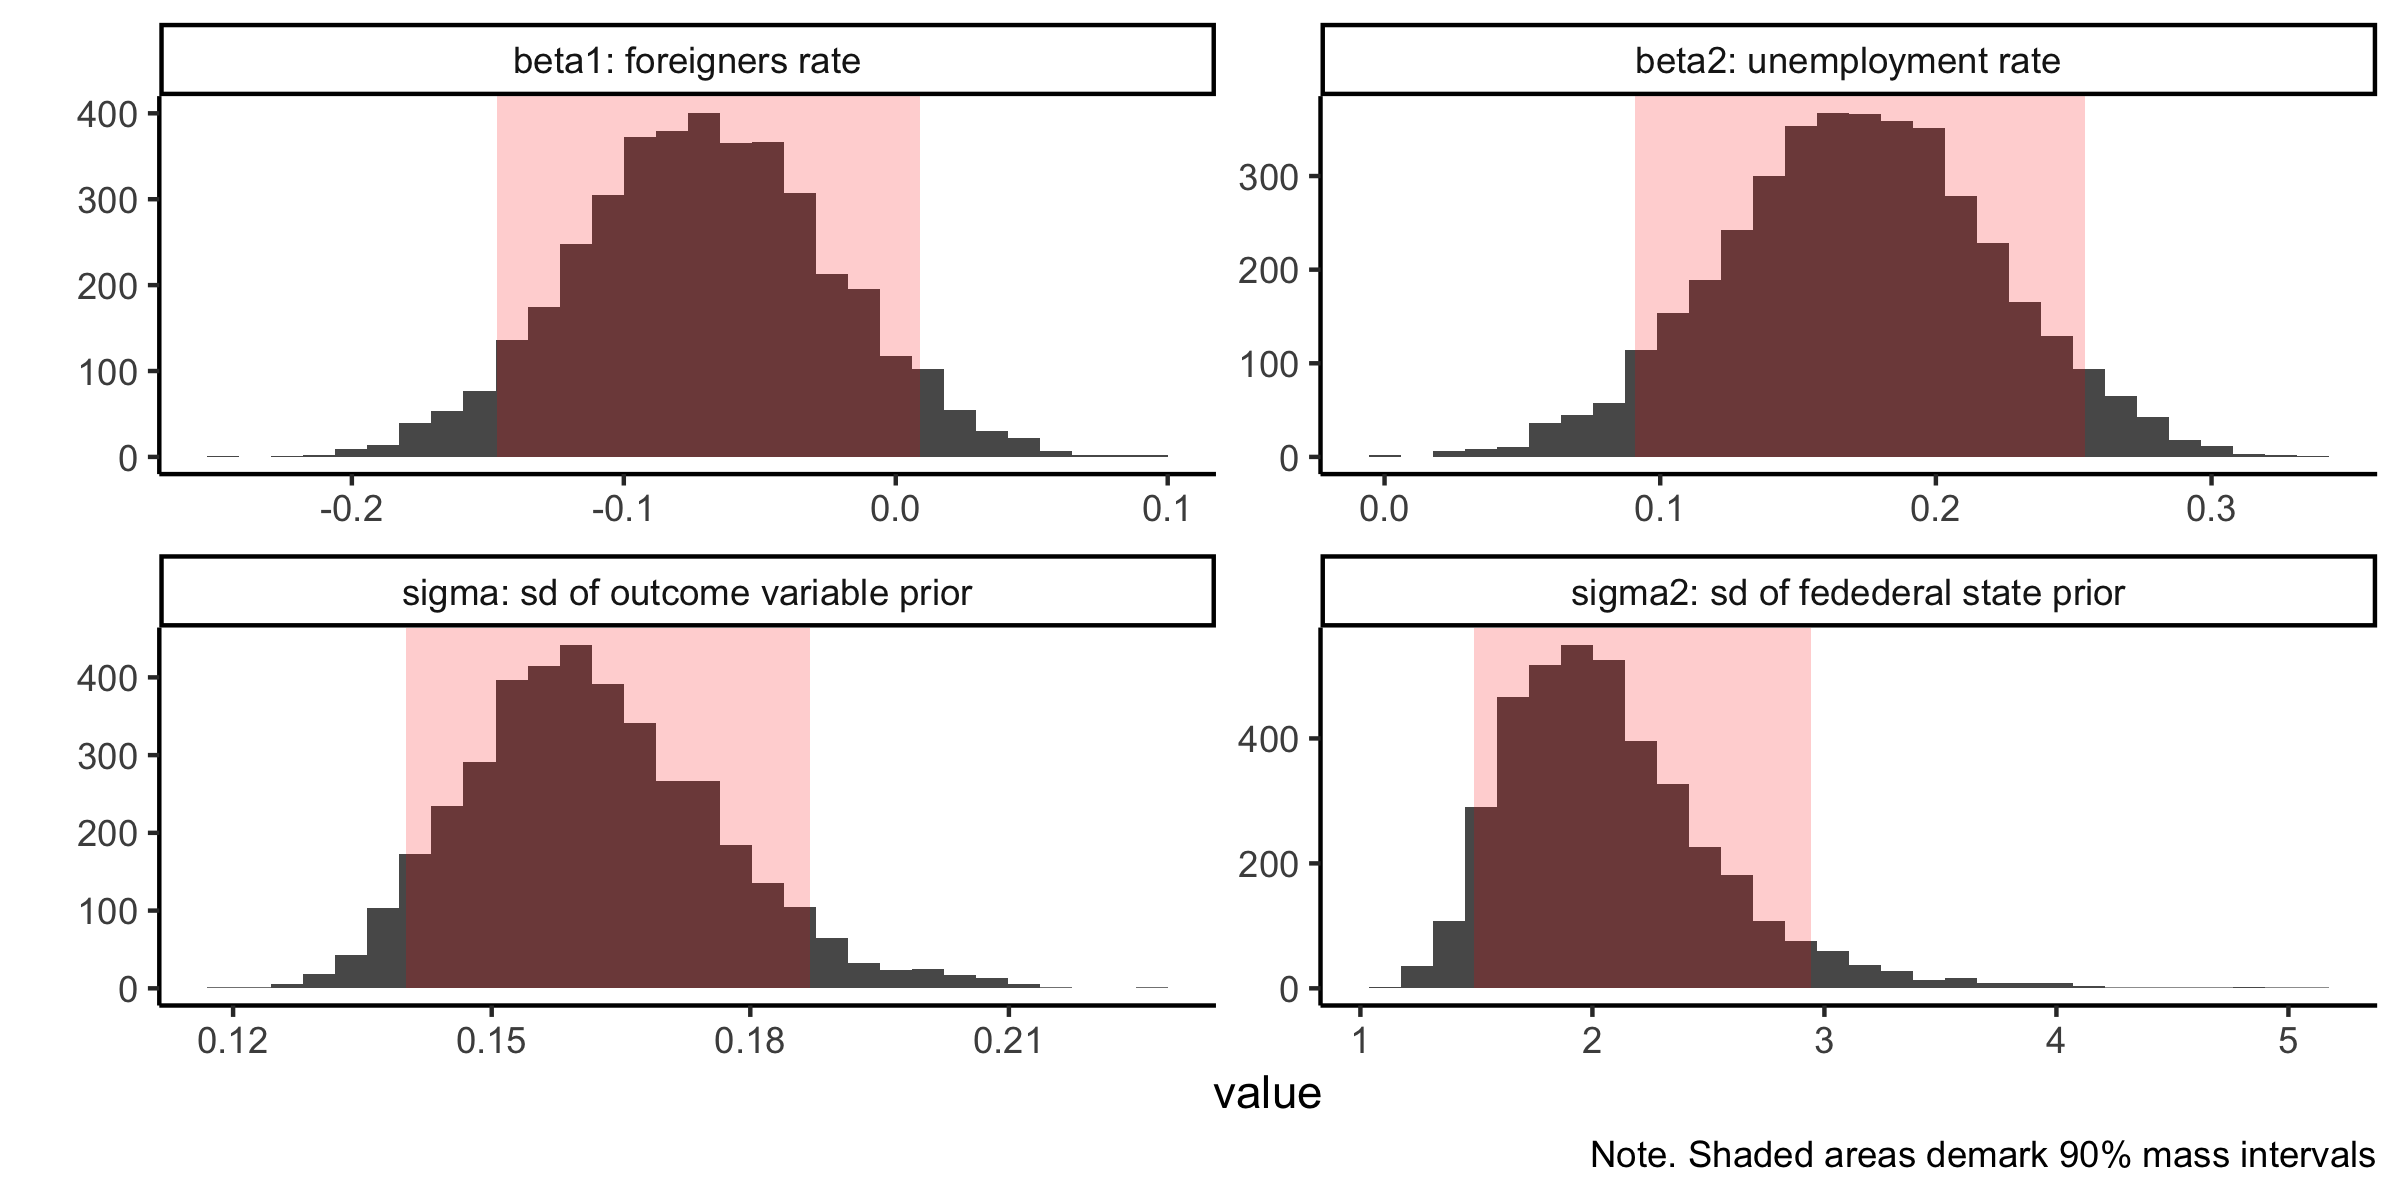 beta1: foreigners rate
beta2: unemployment rate
400
300
200
100
0
-0.2 -0.1 0.0 0.1
300
200
100
0
0.0 0.1 0.2 0.3
sigma: sd of outcome variable prior
sigma2: sd of fedederal state prior
400
300
200
100
0
0.12 0.15 0.18 0.21
400
200
0
1 2 3 4 5
value
Note. Shaded areas demark 90% mass intervals